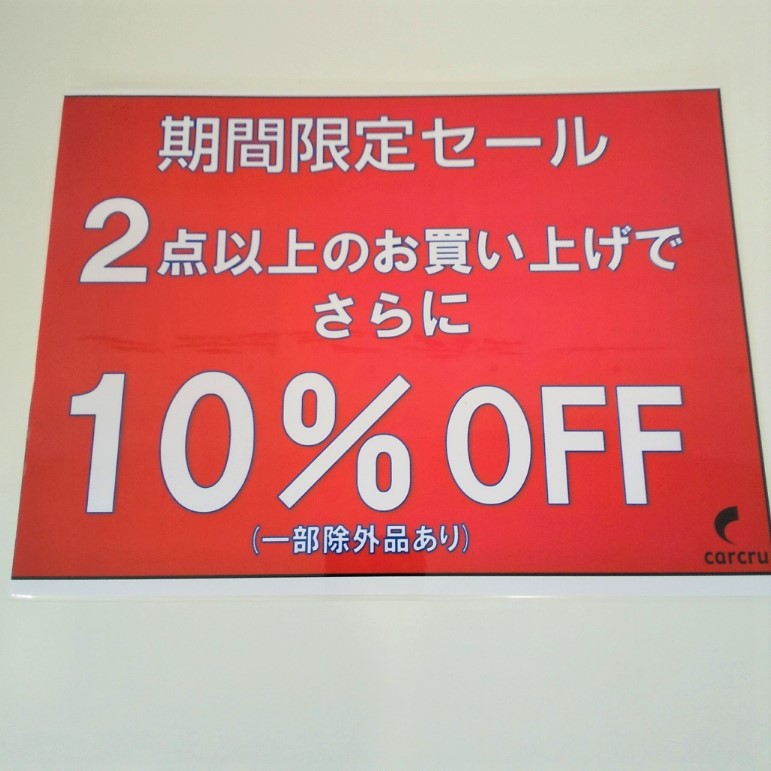 期間限定セール
2点以上のお買い上げで
さらに
10%OFF
(一部除外品あり)
carcru